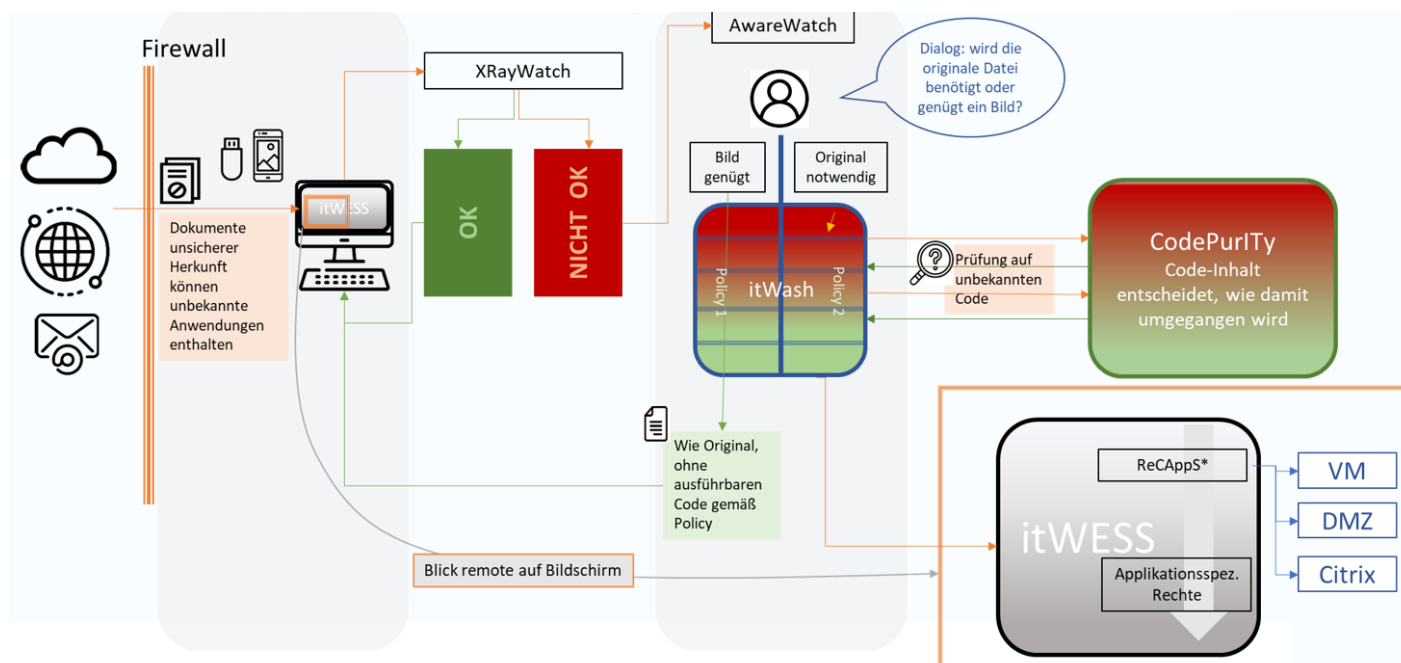 Firewall
AwareWatch
XRayWatch
Dialog: wird die
originale Datei
benötigt oder
genügt ein Bild?
itWESS
Dokumente
unsicherer
Herkunft
können
unbekannte
Anwendungen
enthalten
OK
NICHT OK
Bild
genügt
Original
notwendig
Policy 1
itWash
Policy 2
Prüfung auf
unbekannten
Code
CodePurITy
Code-Inhalt
entscheidet, wie damit
umgegangen wird
Wie Original,
ohne
ausführbaren
Code gemäß
Policy
Blick remote auf Bildschirm
itWESS
ReCAppS*
Applikationsspez.
Rechte
VM
DMZ
Citrix